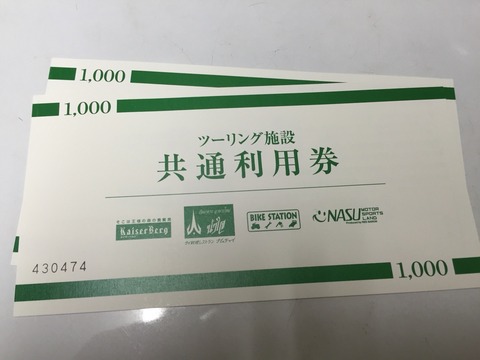 1,000
1,000
ツーリング施設
共通利用券
KaiserBerg
BIKE STATION
NASU MOTOR SPORTS LAND
430474
1,000